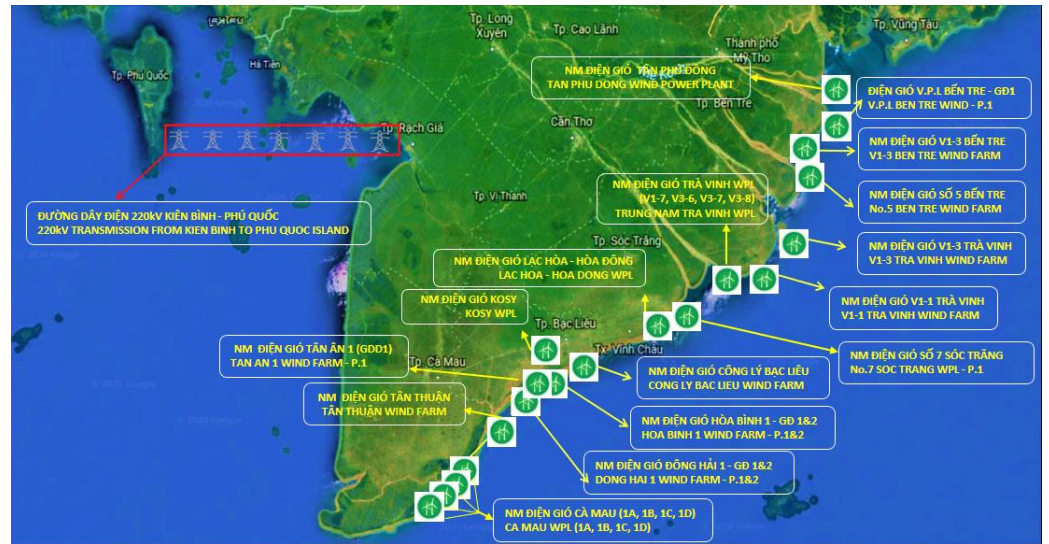 Tp. Long
Xuyên
Tp. Cao Lãnh
Tp. Vũng Tàu
Thành phố
Mỹ Tho
Hà Tiên
Tp. Phú Quốc
NM ĐIỆN GIÓ TÂN PHÚ ĐÔNG
TAN PHU DONG WIND POWER PLANT
ĐIỆN GIÓ V.P.L BẾN TRE - GĐ1
V.P.L BEN TRE WIND - P.1
Tp. Bến Tre
Cần Thơ
Tp. Rạch Giá
NM ĐIỆN GIÓ V1-3 BẾN TRE
V1-3 BEN TRE WIND FARM
NM ĐIỆN GIÓ TRÀ VINH WPL
(V1-7, V3-6, V3-7, V3-8)
TRUNG NAM TRA VINH WPL
Tp. Vị Thanh
NM ĐIỆN GIÓ SỐ 5 BẾN TRE
No.5 BEN TRE WIND FARM
ĐƯỜNG DÂY ĐIỆN 220kV KIÊN BÌNH - PHÚ QUỐC
220kV TRANSMISSION FROM KIEN BINH TO PHU QUOC ISLAND
Tp. Sóc Trăng
NM ĐIỆN GIÓ V1-3 TRÀ VINH
V1-3 TRA VINH WIND FARM
NM ĐIỆN GIÓ LẠC HÒA - HÒA ĐÔNG
LAC HOA - HOA DONG WPL
NM ĐIỆN GIÓ V1-1 TRÀ VINH
V1-1 TRA VINH WIND FARM
NM ĐIỆN GIÓ KOSY
KOSY WPL
Tp. Bạc Liêu
Tx. Vĩnh Châu
NM ĐIỆN GIÓ TÂN ÂN 1 (GDD1)
TAN AN 1 WIND FARM - P.1
Tp. Cà Mau
NM ĐIỆN GIÓ SỐ 7 SÓC TRĂNG
No.7 SOC TRANG WPL - P.1
NM ĐIỆN GIÓ CÔNG LÝ BẠC LIÊU
CONG LY BAC LIEU WIND FARM
NM ĐIỆN GIÓ TÂN THUẬN
TÂN THUẬN WIND FARM
NM ĐIỆN GIÓ HÒA BÌNH 1 - GĐ 1&2
HOA BINH 1 WIND FARM - P.1&2
NM ĐIỆN GIÓ ĐÔNG HẢI 1 - GĐ 1&2
DONG HAI 1 WIND FARM - P.1&2
NM ĐIỆN GIÓ CÀ MAU (1A, 1B, 1C, 1D)
CA MAU WPL (1A, 1B, 1C, 1D)